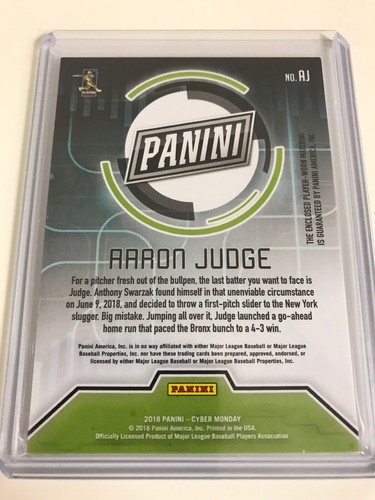 NO. AJ
PANINI
THE ENCLOSED PLAYER-WORN MATERIAL
IS GUARANTEED BY PANINI AMERICA, INC.
AARON JUDGE
For a pitcher fresh out of the bullpen, the last batter you want to face is
Judge. Anthony Swarzak found himself in that unenviable circumstance
on June 9, 2018, and decided to throw a first-pitch slider to the New York
slugger. Big mistake. Jumping all over it, Judge launched a go-ahead
home run that paced the Bronx bunch to a 4-3 win.
Panini America, Inc. is in no way affiliated with either Major League Baseball or Major League
Baseball Properties, Inc. nor have these trading cards been prepared, approved, endorsed, or
licensed by either Major League Baseball or Major League Baseball Properties, Inc.
PANINI
2018 PANINI – CYBER MONDAY
© 2018 Panini America, Inc. Printed in the USA.
Officially Licensed Product of Major League Baseball Players Association